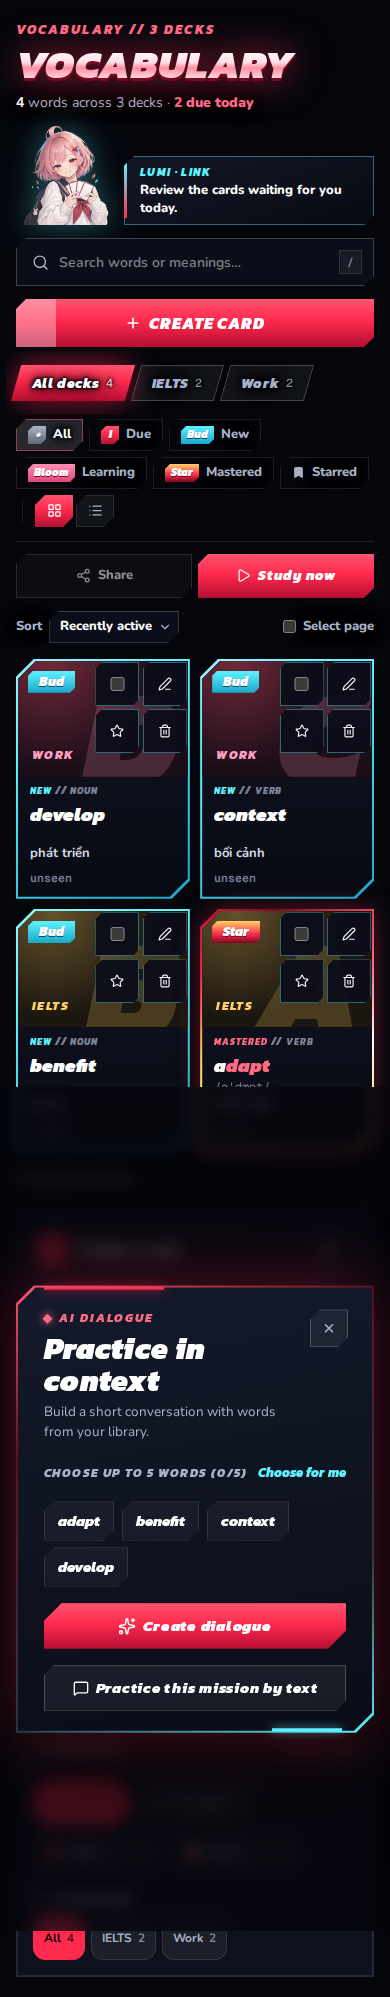 VOCABULARY // 3 DECKS
VOCABULARY
4 words across 3 decks · 2 due today
LUMI · LINK
Review the cards waiting for you
today.
Search words or meanings...
/
+ CREATE CARD
All decks 4
IELTS 2
Work 2
All
! Due
Bud New
Bloom Learning
Star Mastered
Starred
Share
Study now
Sort
Recently active
Select page
Bud
WORK
NEW // NOUN
develop
phát triển
unseen
Bud
WORK
NEW // VERB
context
bối cảnh
unseen
Bud
IELTS
NEW // NOUN
benefit
Star
IELTS
MASTERED // VERB
adapt
AI DIALOGUE
Practice in
context
Build a short conversation with words
from your library.
CHOOSE UP TO 5 WORDS (0/5)
Choose for me
adapt
benefit
context
develop
Create dialogue
Practice this mission by text
All 4
IELTS 2
Work 2